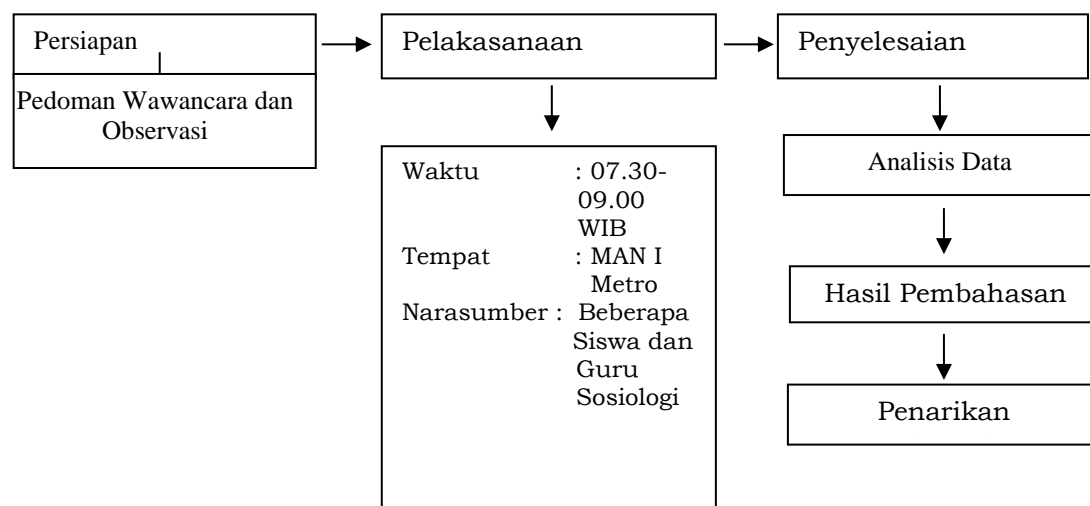 Persiapan
Pedoman Wawancara dan
Observasi
Pelakasanaan
Waktu : 07.30-
09.00
WIB
Tempat : MAN I
Metro
Narasumber : Beberapa
Siswa dan
Guru
Sosiologi
Penyelesaian
Analisis Data
Hasil Pembahasan
Penarikan